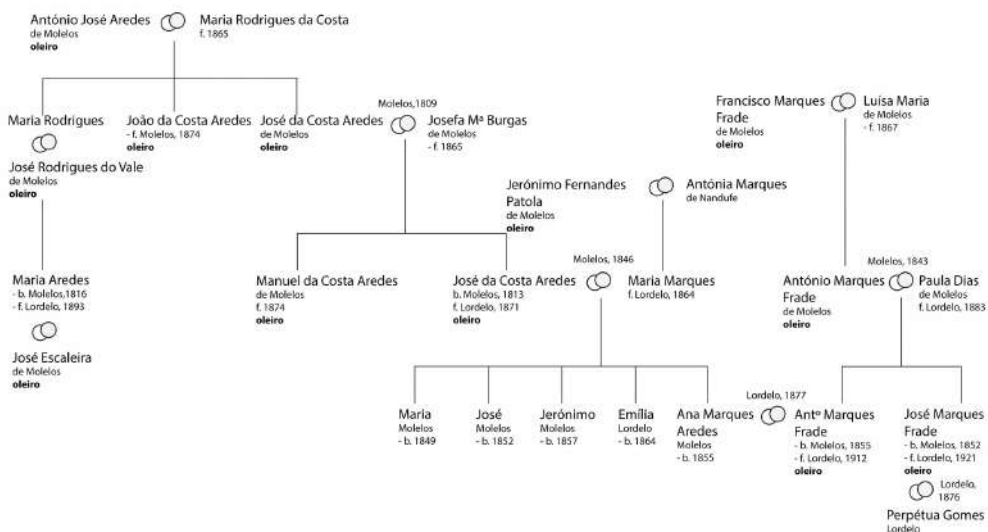 António José Aredes
de Molelos
oleiro
Maria Rodrigues da Costa
f. 1865
Maria Rodrigues
José Rodrigues do Vale
de Molelos
oleiro
João da Costa Aredes
- f. Molelos, 1874
oleiro
José da Costa Aredes
de Molelos
oleiro
Molelos,1809
Josefa Mª Burgas
de Molelos
- f. 1865
Francisco Marques
Frade
de Molelos
oleiro
Luísa Maria
de Molelos
- f. 1867
Jerónimo Fernandes
Patola
de Molelos
oleiro
Antónia Marques
de Nandufe
Maria Aredes
- b. Molelos,1816
- f. Lordelo, 1893
José Escaleira
de Molelos
oleiro
Manuel da Costa Aredes
de Molelos
f. 1874
oleiro
José da Costa Aredes
b. Molelos, 1813
f. Lordelo, 1871
oleiro
Molelos, 1846
Maria Marques
f. Lordelo, 1864
António Marques
Frade
de Molelos
oleiro
Molelos, 1843
Paula Dias
de Molelos
f. Lordelo, 1883
Maria
Molelos
- b. 1849
José
Molelos
- b. 1852
Jerónimo
Molelos
- b. 1857
Emília
Lordelo
- b. 1864
Ana Marques
Aredes
Molelos
- b. 1855
Lordelo, 1877
Antº Marques
Frade
- b. Molelos, 1855
- f. Lordelo, 1912
oleiro
José Marques
Frade
- b. Molelos, 1852
- f. Lordelo, 1921
oleiro
Lordelo,
1876
Perpétua Gomes
Lordelo